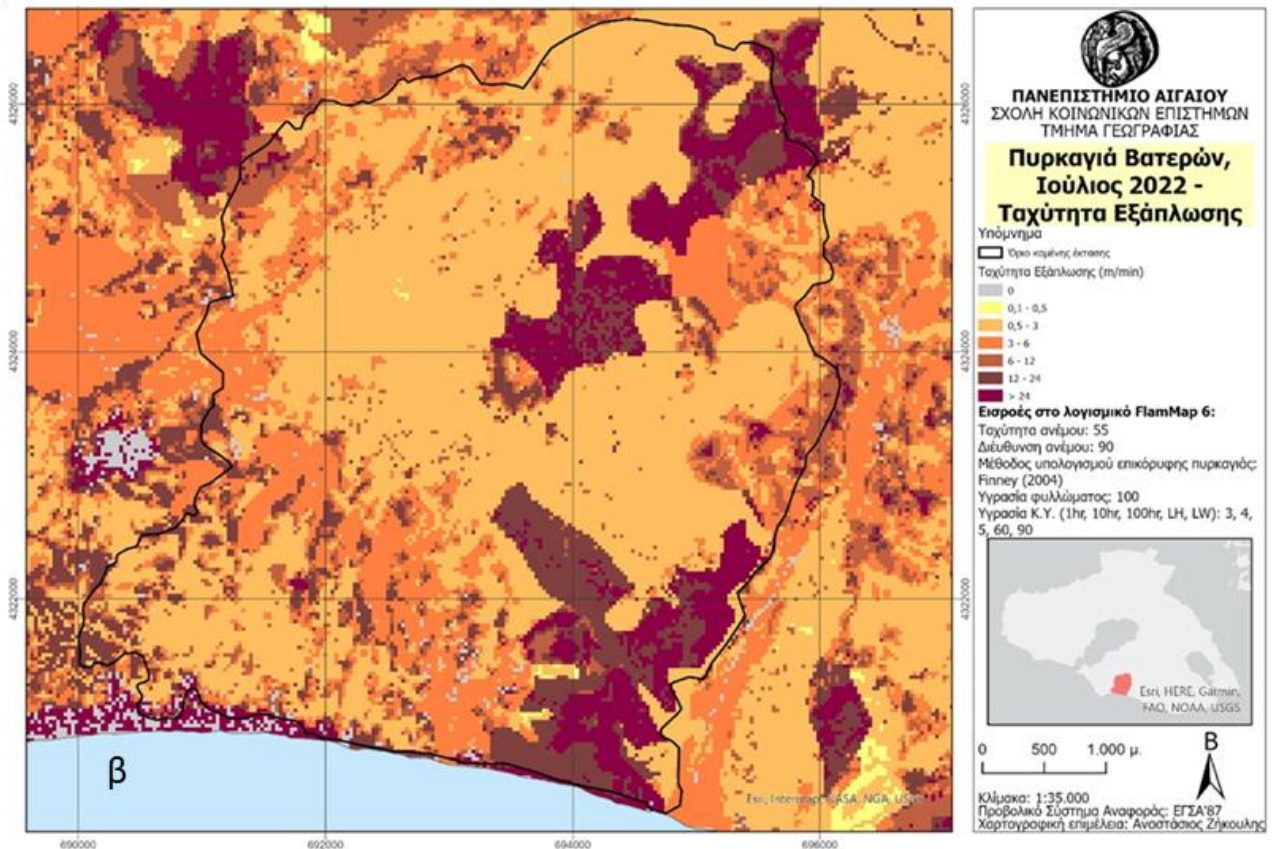 ΠΑΝΕΠΙΣΤΗΜΙΟ ΑΙΓΑΙΟΥ
ΣΧΟΛΗ ΚΟΙΝΩΝΙΚΩΝ ΕΠΙΣΤΗΜΩΝ
ΤΜΗΜΑ ΓΕΩΓΡΑΦΙΑΣ
Πυρκαγιά Βατερών,
Ιούλιος 2022 -
Ταχύτητα Εξάπλωσης
Υπόμνημα
Όριο καμένης έκτασης
Ταχύτητα Εξάπλωσης (m/min)
0
0,1 - 0,5
0,5 - 3
3 - 6
6 - 12
12 - 24
> 24
Εισροές στο λογισμικό FlamMap 6:
Ταχύτητα ανέμου: 55
Διέυθυνση ανέμου: 90
Μέθοδος υπολογισμού επικόρυφης πυρκαγιάς:
Finney (2004)
Υγρασία φυλλώματος: 100
Υγρασία Κ.Υ. (1hr, 10hr, 100hr, LH, LW): 3, 4,
5, 60, 90
Esri, HERE, Garmin,
FAO, NOAA, USGS
0 500 1.000 μ.
Β
Κλίμακα: 1:35.000
Προβολικό Σύστημα Αναφοράς: ΕΓΣΑ'87
Χαρτογραφική επιμέλεια: Αναστάσιος Ζήκουλης
4326000
4324000
4322000
4326000
4324000
4322000
β
Esri, Intermap, NASA, NGA, USGS
690000 692000 694000 696000